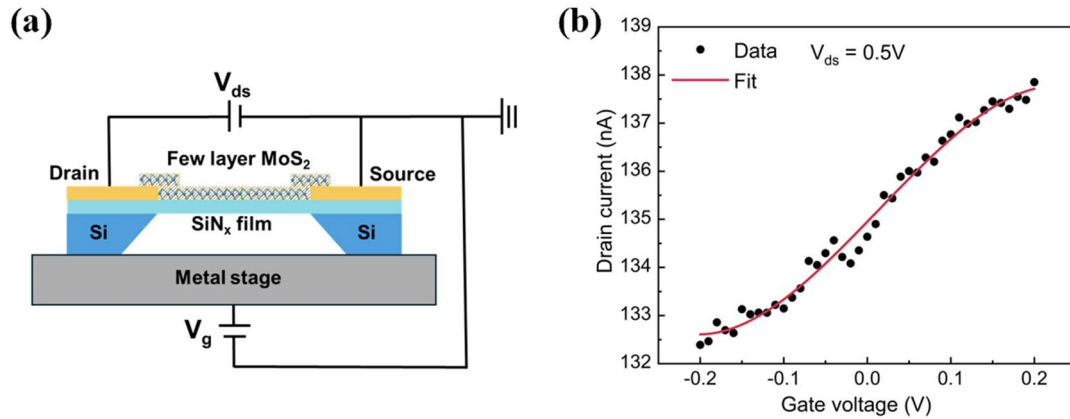 (a)
V_ds
Few layer MoS₂
Drain
Source
Si
SiNₓ film
Si
Metal stage
V_g
(b)
139
138
137
136
135
134
133
132
Drain current (nA)
Data
V_ds = 0.5V
Fit
-0.2
-0.1
0.0
0.1
0.2
Gate voltage (V)